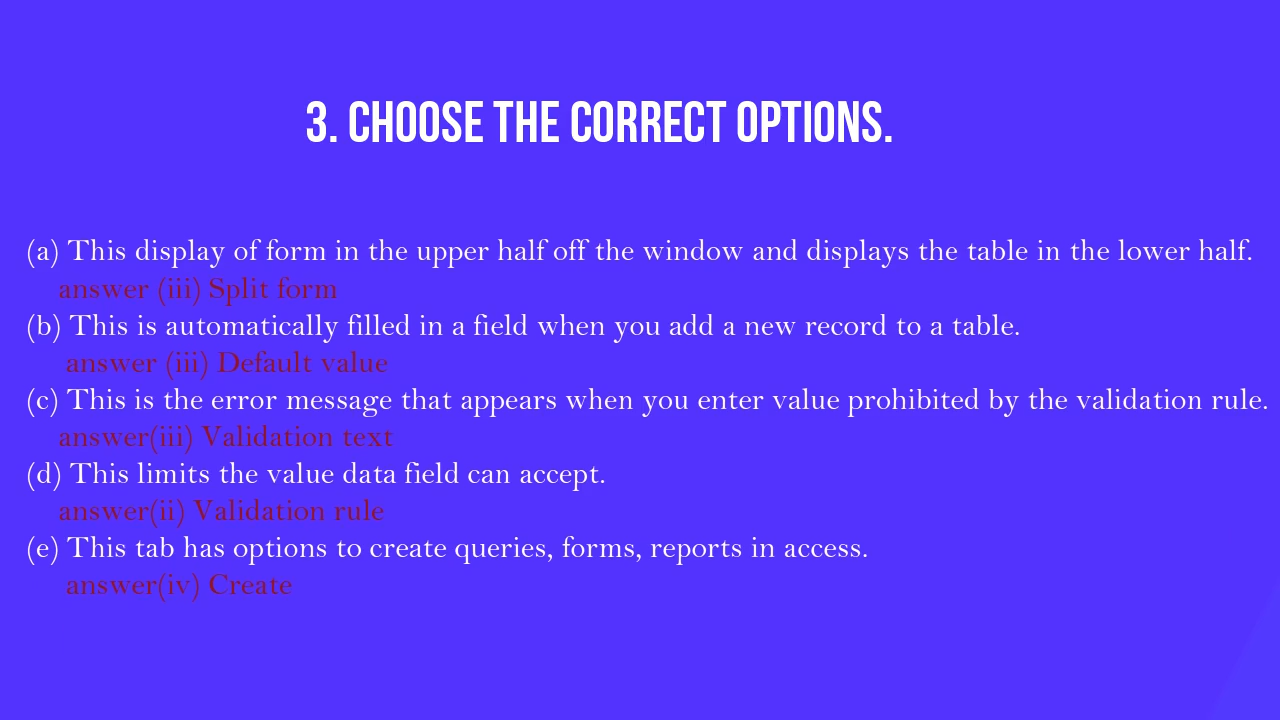 3. CHOOSE THE CORRECT OPTIONS.
(a) This display of form in the upper half off the window and displays the table in the lower half.
answer (iii) Split form
(b) This is automatically filled in a field when you add a new record to a table.
answer (iii) Default value
(c) This is the error message that appears when you enter value prohibited by the validation rule.
answer(iii) Validation text
(d) This limits the value data field can accept.
answer(ii) Validation rule
(e) This tab has options to create queries, forms, reports in access.
answer(iv) Create